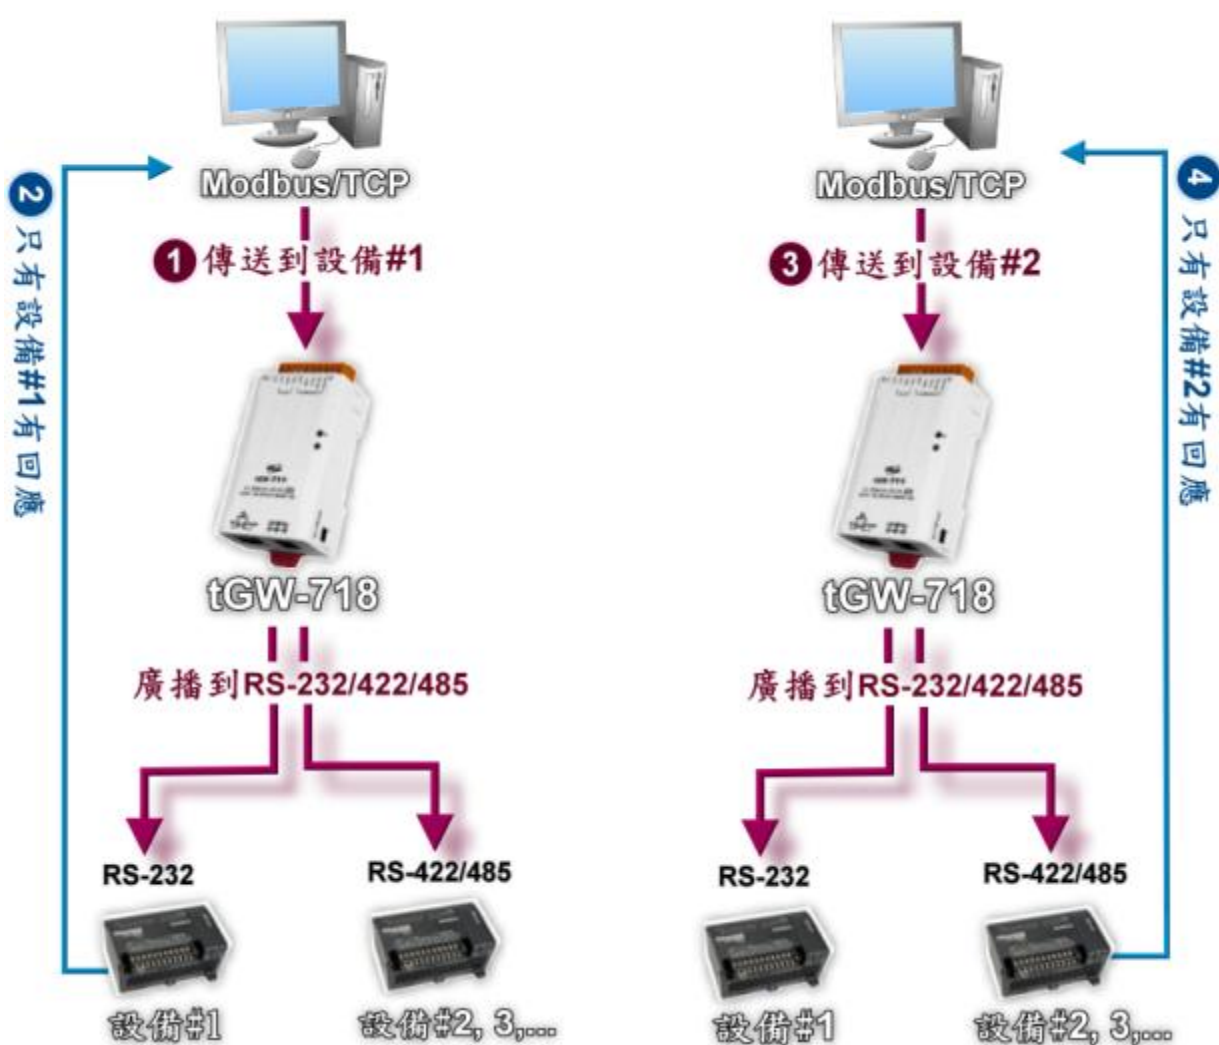 Modbus/TCP
1 傳送到設備#1
2 只有設備#1有回應
tGW-718
廣播到RS-232/422/485
RS-232
RS-422/485
設備#1
設備#2, 3,...
Modbus/TCP
3 傳送到設備#2
4 只有設備#2有回應
tGW-718
廣播到RS-232/422/485
RS-232
RS-422/485
設備#1
設備#2, 3,...